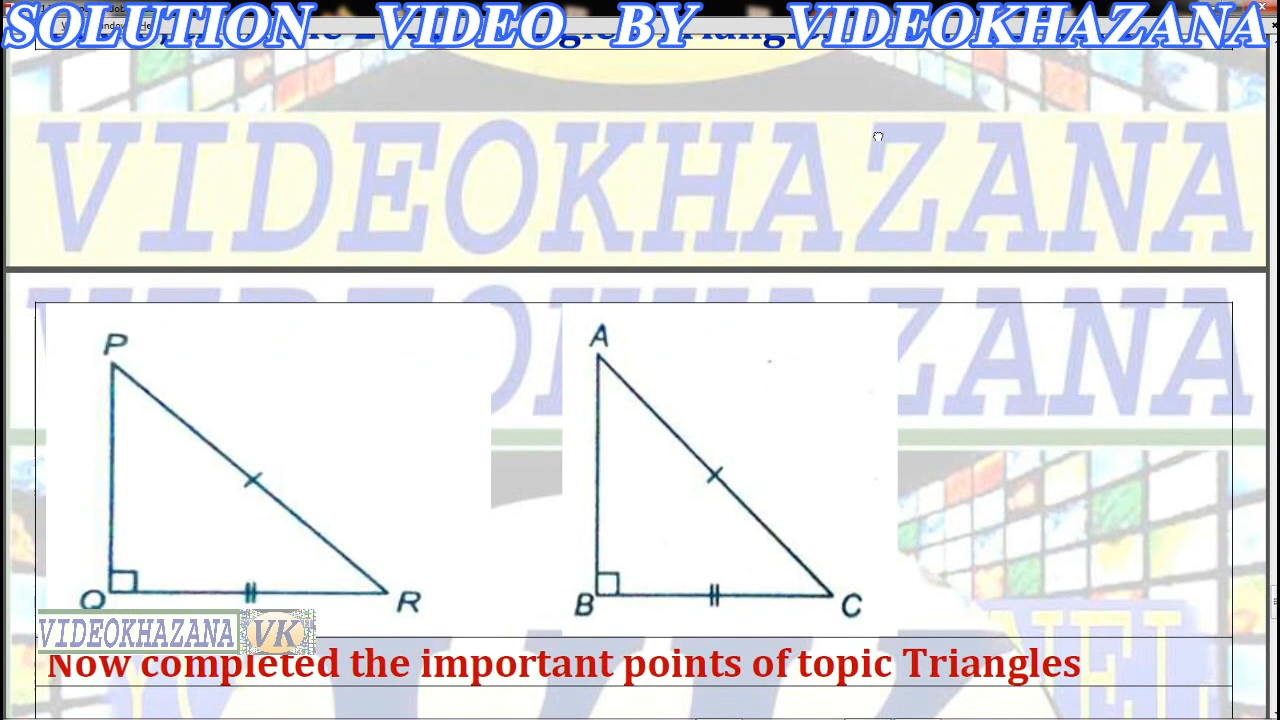 SOLUTION VIDEO BY VIDEOKHAZANA
VIDEOKHAZANA
P
A
Q
R
B
C
VIDEOKHAZANA VK
Now completed the important points of topic Triangles